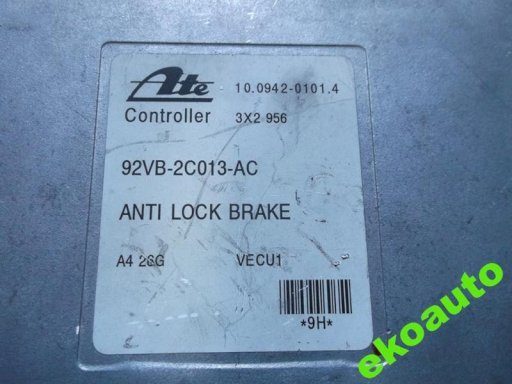 Ate 10.0942-0101.4
Controller 3X2 956
92VB-2C013-AC
ANTI LOCK BRAKE
A4 2GG VECU1
*9H*
ekoauto